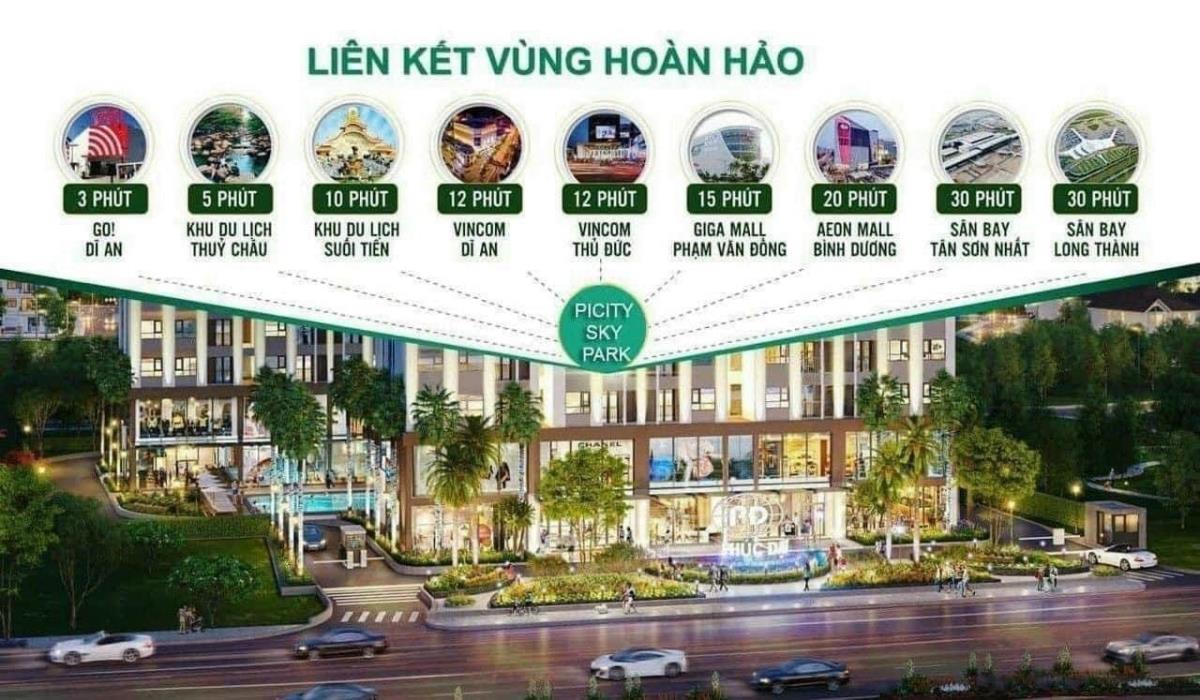 LIÊN KẾT VÙNG HOÀN HẢO
3 PHÚT
GO!
DĨ AN
5 PHÚT
KHU DU LỊCH
THUỶ CHÂU
10 PHÚT
KHU DU LỊCH
SUỐI TIÊN
12 PHÚT
VINCOM
DĨ AN
12 PHÚT
VINCOM
THỦ ĐỨC
15 PHÚT
GIGA MALL
PHẠM VĂN ĐỒNG
20 PHÚT
AEON MALL
BÌNH DƯƠNG
30 PHÚT
SÂN BAY
TÂN SƠN NHẤT
30 PHÚT
SÂN BAY
LONG THÀNH
PICITY
SKY
PARK
CHANEL
PHÚC